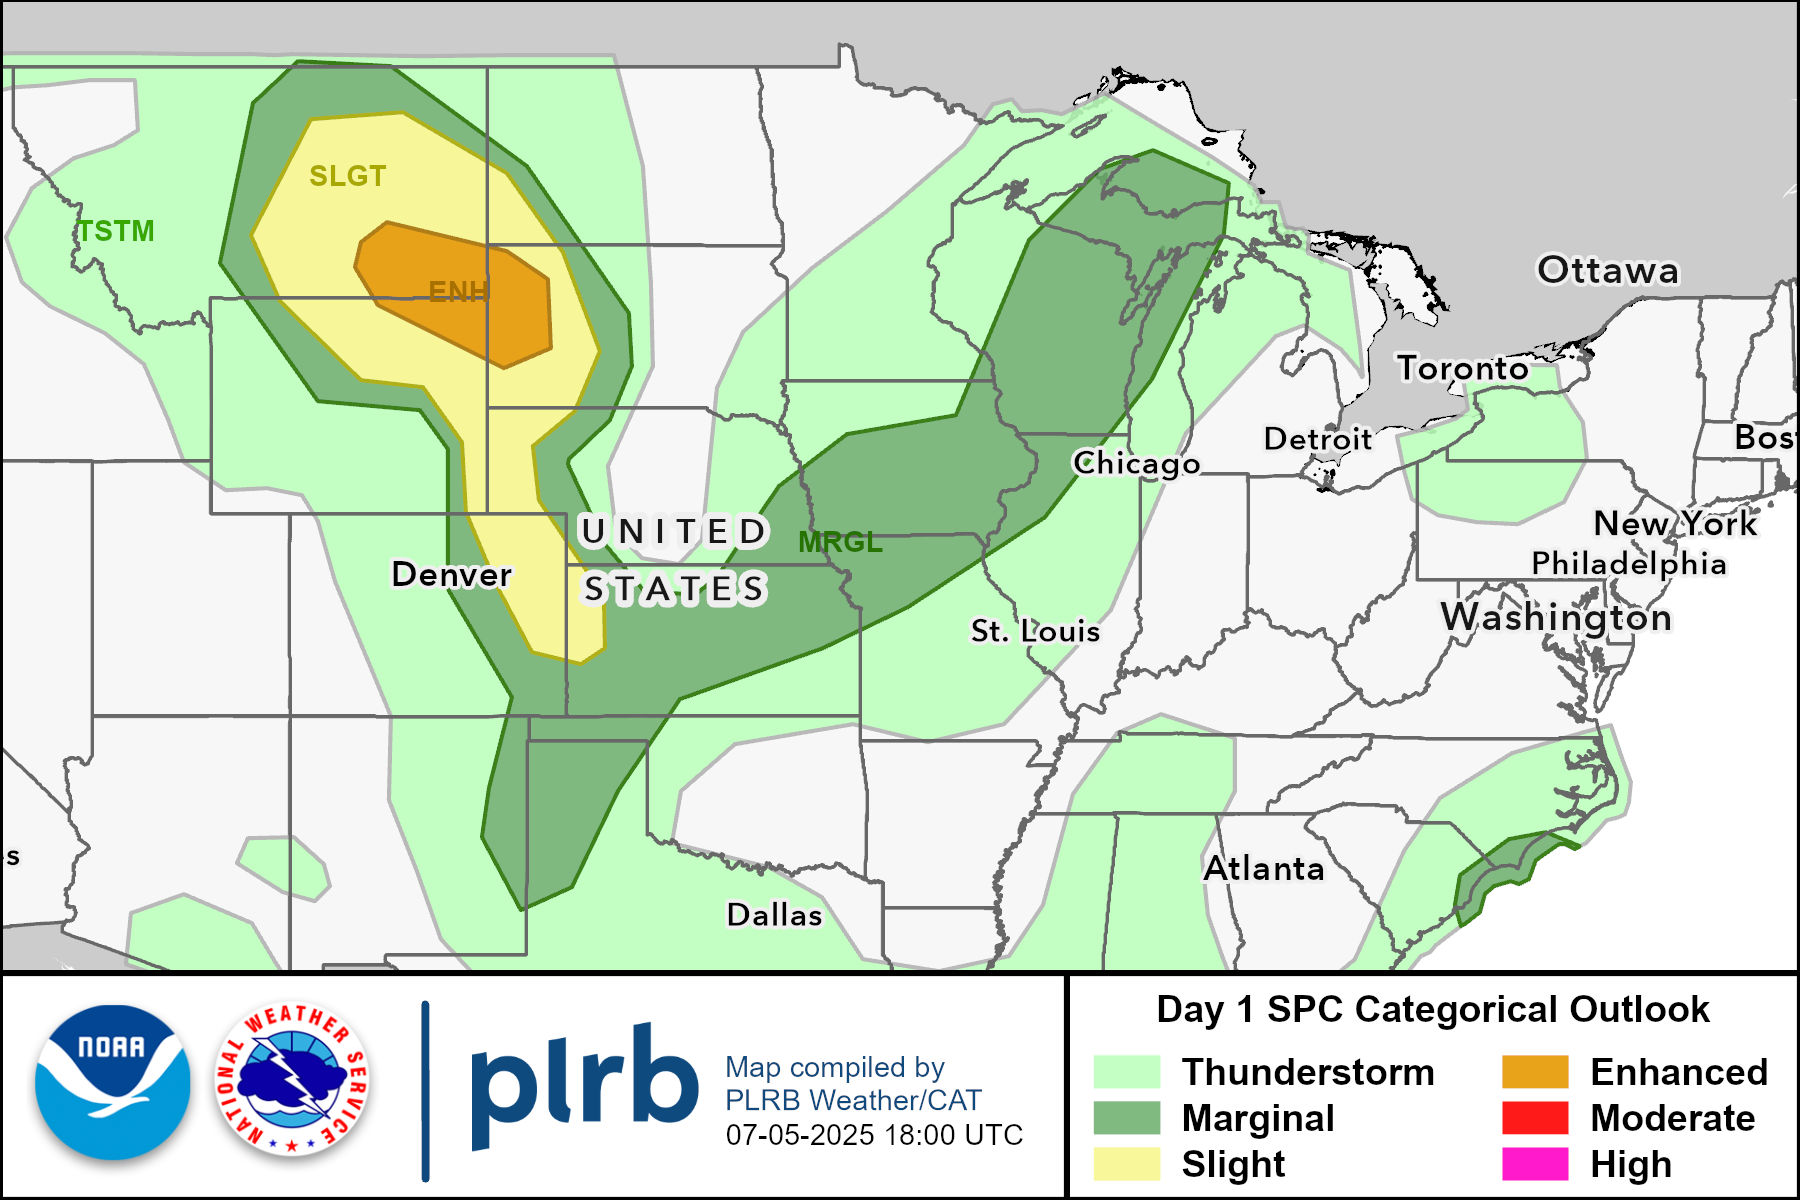 SLGT
TSTM
ENH
Ottawa
Toronto
Detroit
Bos
Chicago
UNITED
STATES
MRGL
New York
Philadelphia
Denver
Washington
St. Louis
s
Atlanta
Dallas
NOAA
NATIONAL WEATHER SERVICE
plrb
Map compiled by
PLRB Weather/CAT
07-05-2025 18:00 UTC
Day 1 SPC Categorical Outlook
Thunderstorm
Marginal
Slight
Enhanced
Moderate
High